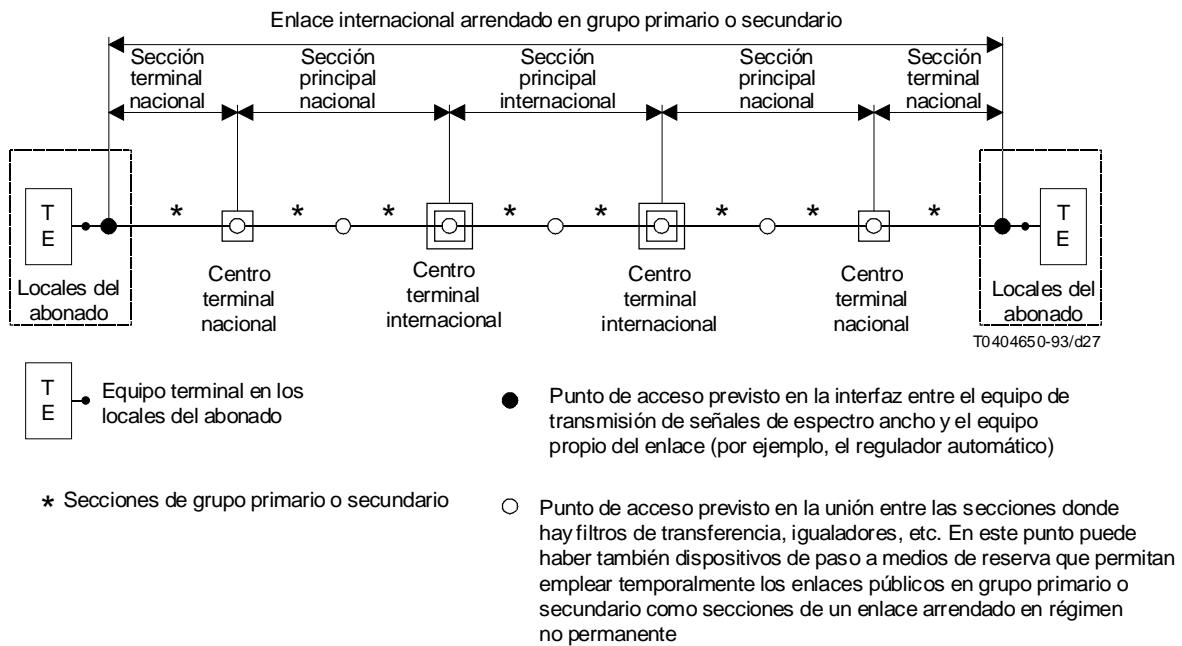 Enlace internacional arrendado en grupo primario o secundario
Sección
terminal
nacional
Sección
principal
nacional
Sección
principal
internacional
Sección
principal
nacional
Sección
terminal
nacional
T
E
*
*
*
*
*
*
*
*
T
E
Locales del
abonado
Centro
terminal
nacional
Centro
terminal
internacional
Centro
terminal
internacional
Centro
terminal
nacional
Locales del
abonado
T0404650-93/d27
T
E
Equipo terminal en los
locales del abonado
Punto de acceso previsto en la interfaz entre el equipo de
transmisión de señales de espectro ancho y el equipo
propio del enlace (por ejemplo, el regulador automático)
* Secciones de grupo primario o secundario
Punto de acceso previsto en la unión entre las secciones donde
hay filtros de transferencia, igualadores, etc. En este punto puede
haber también dispositivos de paso a medios de reserva que permitan
emplear temporalmente los enlaces públicos en grupo primario o
secundario como secciones de un enlace arrendado en régimen
no permanente